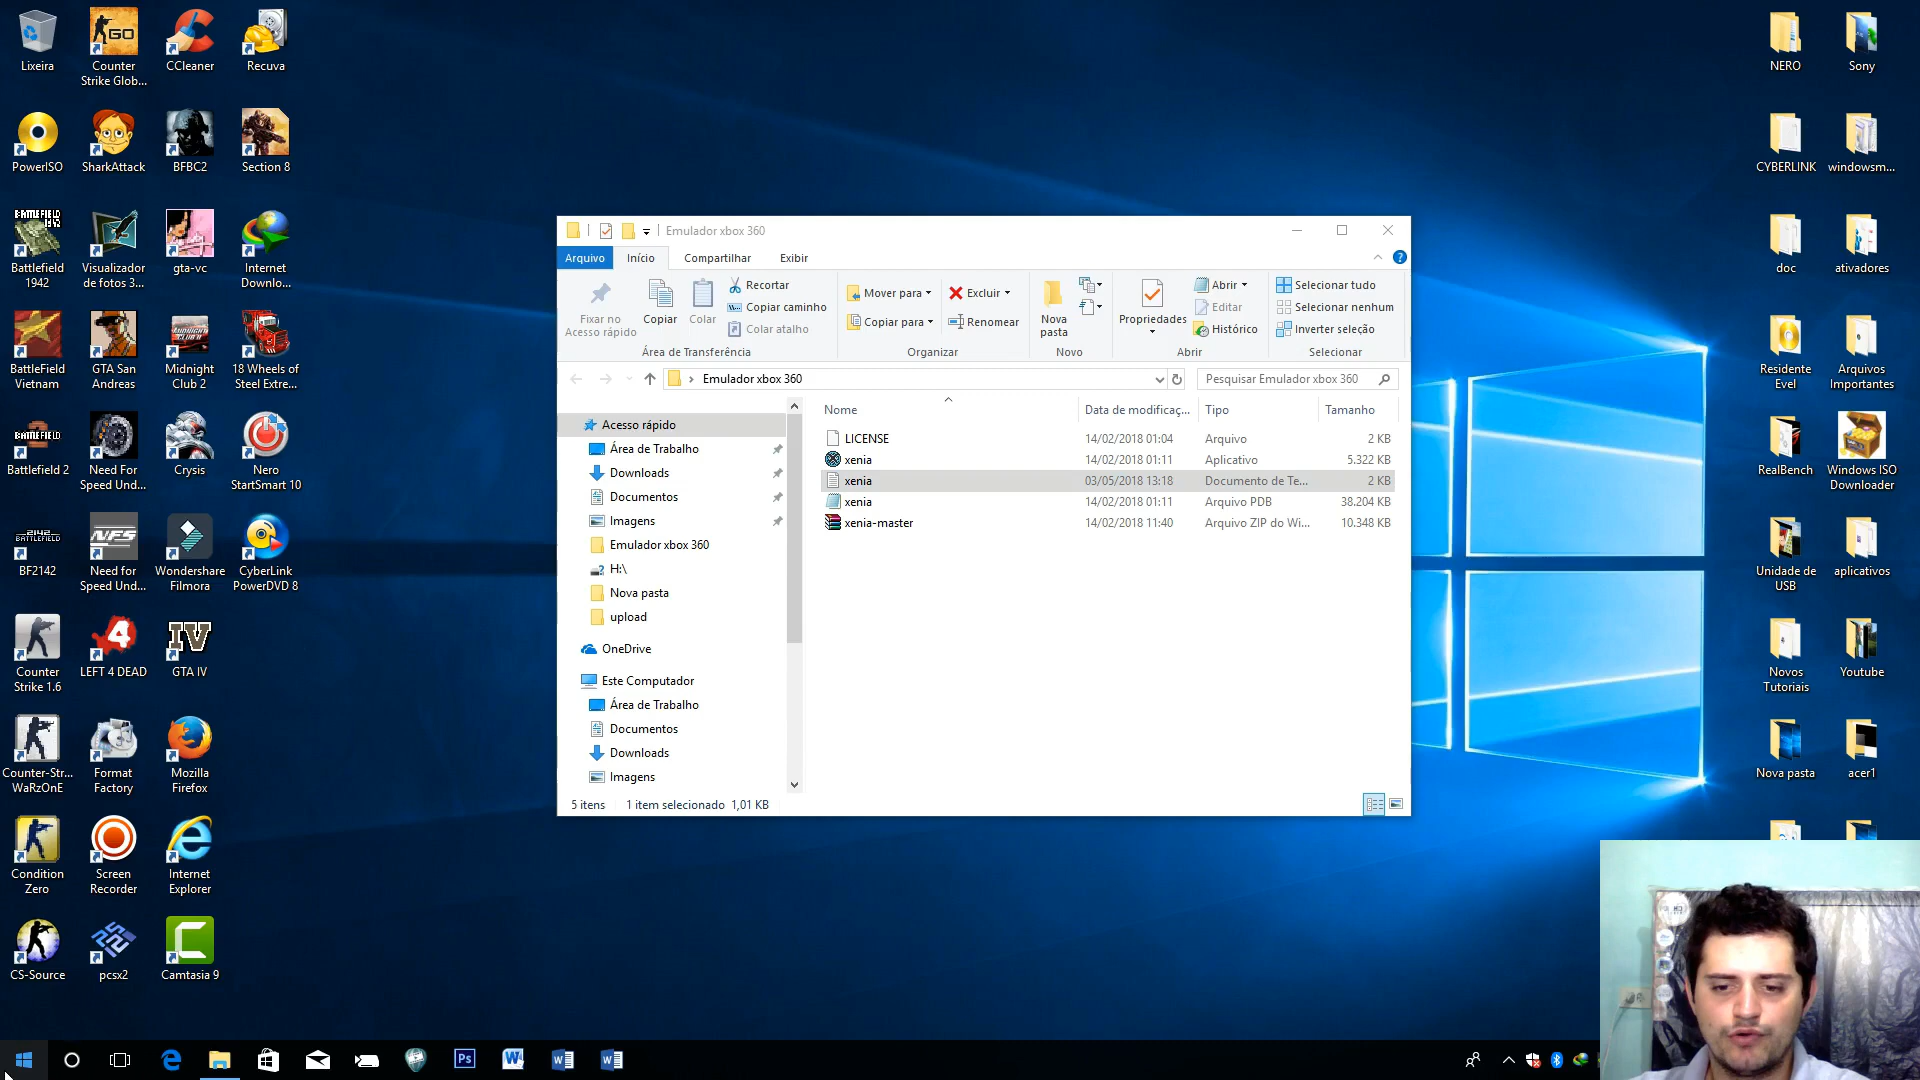 Lixeira
Counter
Strike Glob...
CCleaner
Recuva
PowerISO
SharkAttack
BFBC2
Section 8
Battlefield
1942
Visualizador
de fotos 3...
gta-vc
Internet
Downlo...
BattleField
Vietnam
GTA San
Andreas
Midnight
Club 2
18 Wheels of
Steel Extre...
Battlefield 2
Need For
Speed Und...
Crysis
Nero
StartSmart 10
BF2142
Need for
Speed Und...
Wondershare
Filmora
CyberLink
PowerDVD 8
Counter
Strike 1.6
LEFT 4 DEAD
GTA IV
Counter-Str...
WaRzOnE
Format
Factory
Mozilla
Firefox
Condition
Zero
Screen
Recorder
Internet
Explorer
CS-Source
pcsx2
Camtasia 9
Emulador xbox 360
Arquivo
Início
Compartilhar
Exibir
Fixar no
Acesso rápido
Copiar
Colar
Recortar
Copiar caminho
Colar atalho
Área de Transferência
Mover para
Copiar para
Excluir
Renomear
Organizar
Nova
pasta
Novo
Propriedades
Abrir
Editar
Histórico
Abrir
Selecionar tudo
Selecionar nenhum
Inverter seleção
Selecionar
Emulador xbox 360
Pesquisar Emulador xbox 360
Acesso rápido
Área de Trabalho
Downloads
Documentos
Imagens
Emulador xbox 360
H:\
Nova pasta
upload
OneDrive
Este Computador
Área de Trabalho
Documentos
Downloads
Imagens
Nome Data de modificaç... Tipo Tamanho
LICENSE 14/02/2018 01:04 Arquivo 2 KB
xenia 14/02/2018 01:11 Aplicativo 5.322 KB
xenia 03/05/2018 13:18 Documento de Te... 2 KB
xenia 14/02/2018 01:11 Arquivo PDB 38.204 KB
xenia-master 14/02/2018 11:40 Arquivo ZIP do Wi... 10.348 KB
5 itens 1 item selecionado 1,01 KB
NERO
Sony
CYBERLINK
windowsm...
doc
ativadores
Residente
Evel
Arquivos
Importantes
RealBench
Windows ISO
Downloader
Unidade de
USB
aplicativos
Novos
Tutoriais
Youtube
Nova pasta
acer1